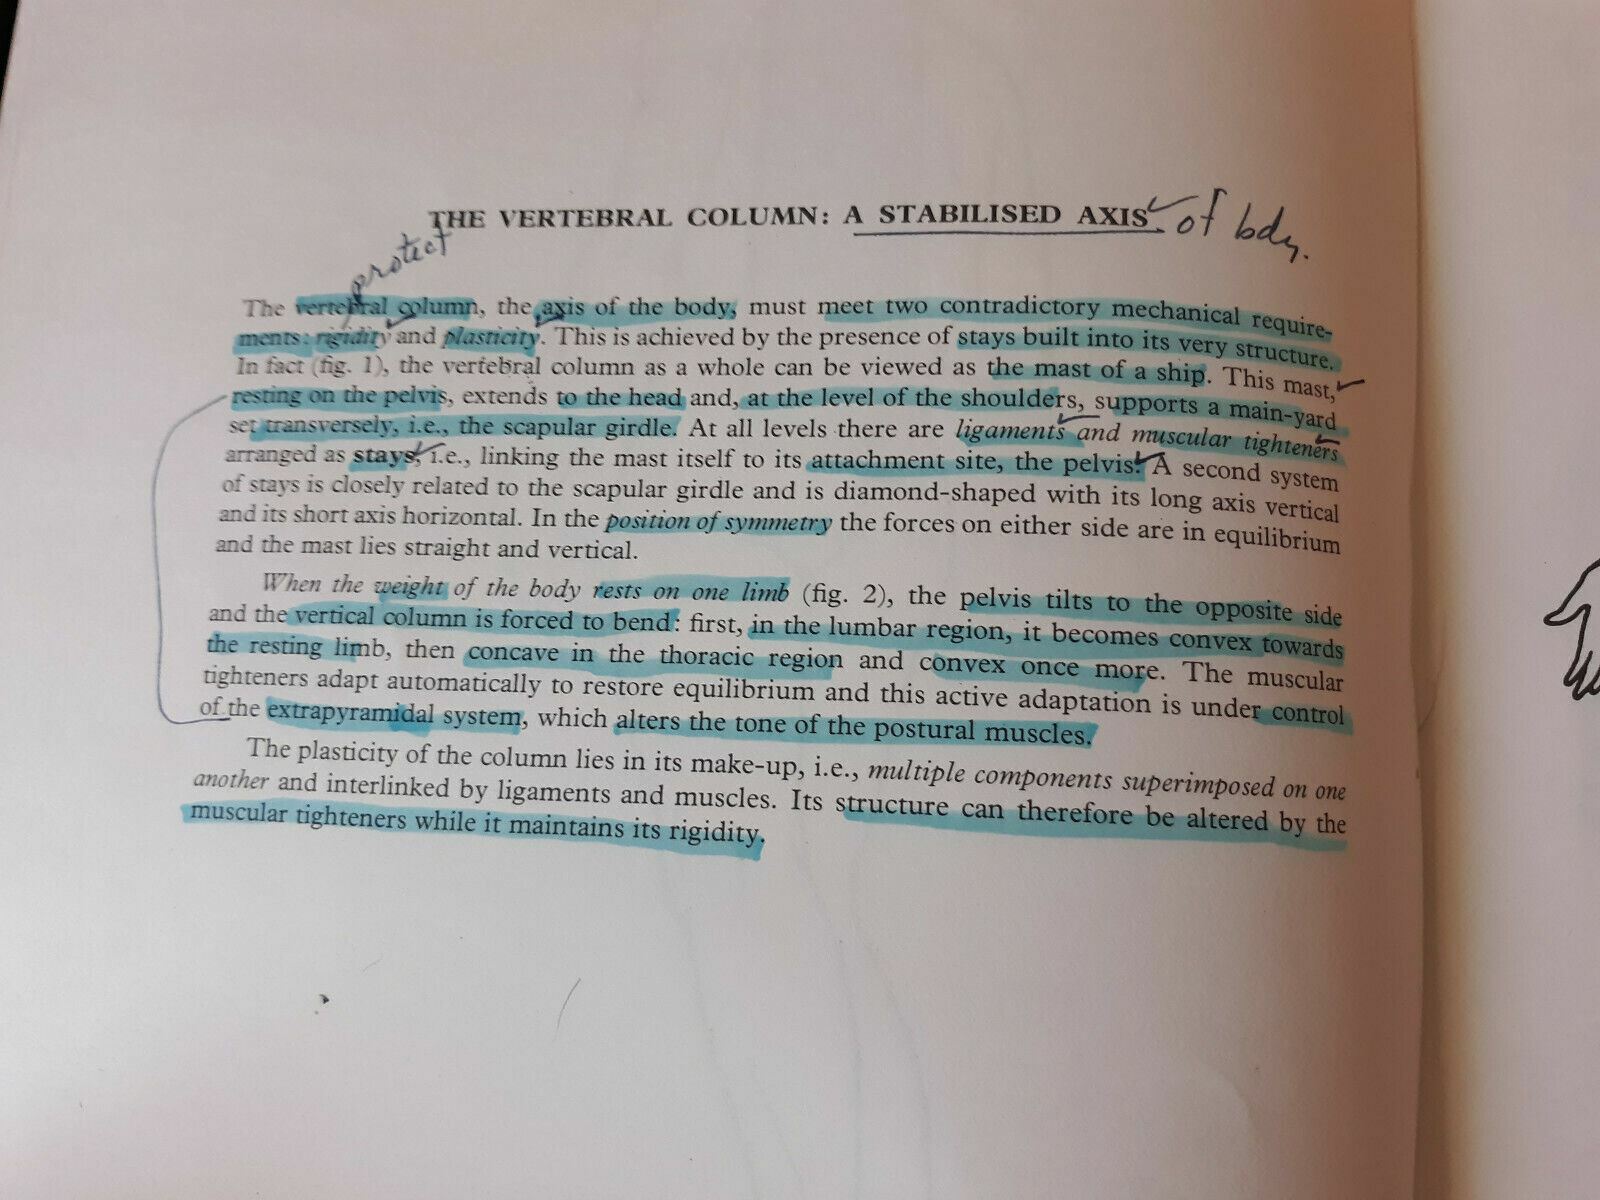 THE VERTEBRAL COLUMN: A STABILISED AXIS. of body.
protect
The vertebral column, the axis of the body, must meet two contradictory mechanical require-
ments: rigidity and plasticity. This is achieved by the presence of stays built into its very structure.
In fact (fig. 1), the vertebral column as a whole can be viewed as the mast of a ship. This mast,
resting on the pelvis, extends to the head and, at the level of the shoulders, supports a main-yard
set transversely, i.e., the scapular girdle. At all levels there are ligaments and muscular tighteners
arranged as stays, i.e., linking the mast itself to its attachment site, the pelvis. A second system
of stays is closely related to the scapular girdle and is diamond-shaped with its long axis vertical
and its short axis horizontal. In the position of symmetry the forces on either side are in equilibrium
and the mast lies straight and vertical.
When the weight of the body rests on one limb (fig. 2), the pelvis tilts to the opposite side
and the vertical column is forced to bend: first, in the lumbar region, it becomes convex towards
the resting limb, then concave in the thoracic region and convex once more. The muscular
tighteners adapt automatically to restore equilibrium and this active adaptation is under control
of the extrapyramidal system, which alters the tone of the postural muscles.
The plasticity of the column lies in its make-up, i.e., multiple components superimposed on one
another and interlinked by ligaments and muscles. Its structure can therefore be altered by the
muscular tighteners while it maintains its rigidity.